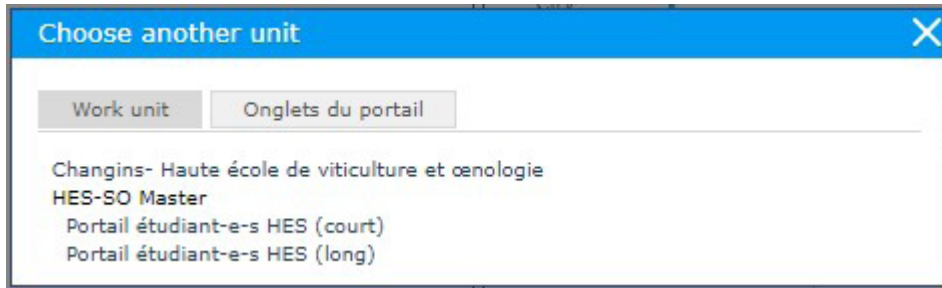 Choose another unit
Work unit
Onglets du portail
Changins- Haute école de viticulture et œnologie
HES-SO Master
Portail étudiant-e-s HES (court)
Portail étudiant-e-s HES (long)